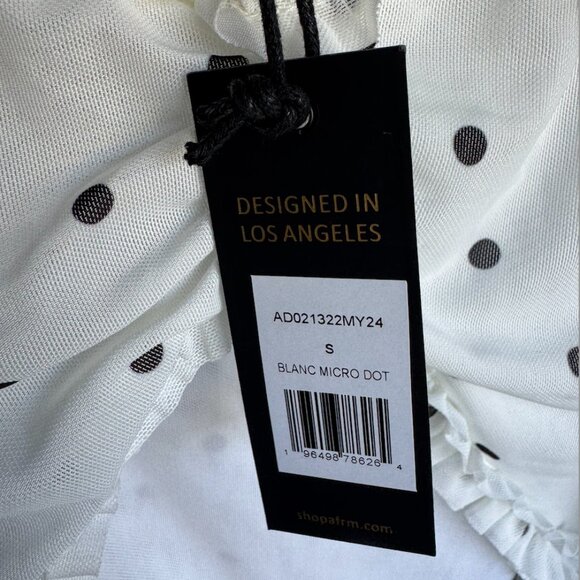 DESIGNED IN
LOS ANGELES
AD021322MY24
S
BLANC MICRO DOT
1 96498 78626 4
shopafrm.com